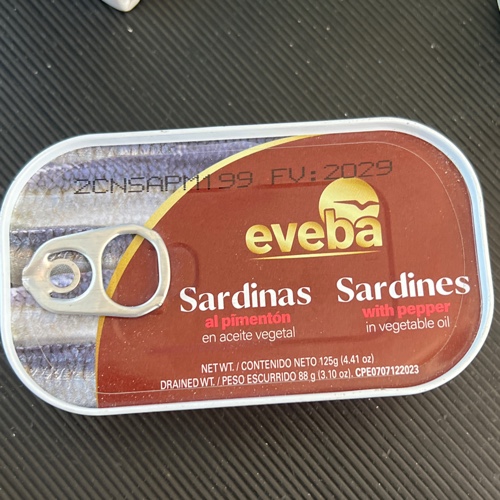 ZCNSAPM199 FV:2029
eveba
Sardinas
al pimentón
en aceite vegetal
Sardines
with pepper
in vegetable oil
NET WT. / CONTENIDO NETO 125g (4.41 oz)
DRAINED WT. / PESO ESCURRIDO 88 g (3.10 oz). CPE0707122023